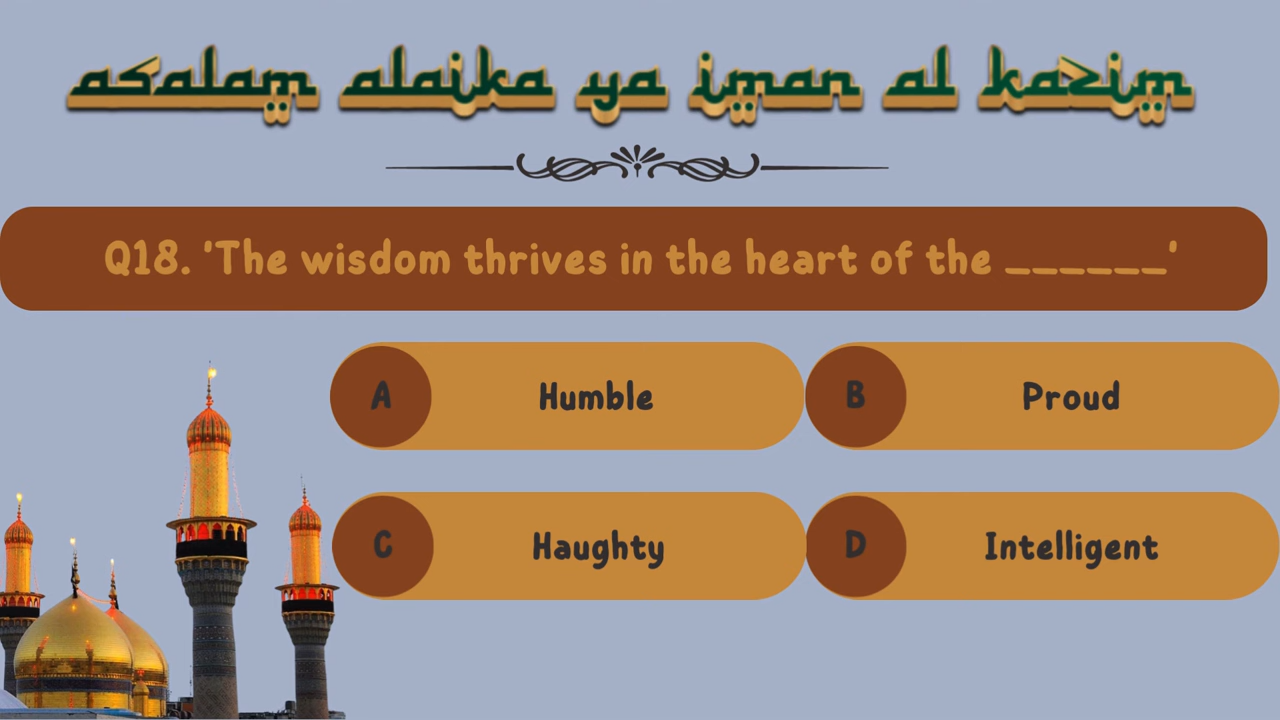 asalam alaika ya imam al kazim
Q18. 'The wisdom thrives in the heart of the ______'
A Humble
B Proud
C Haughty
D Intelligent